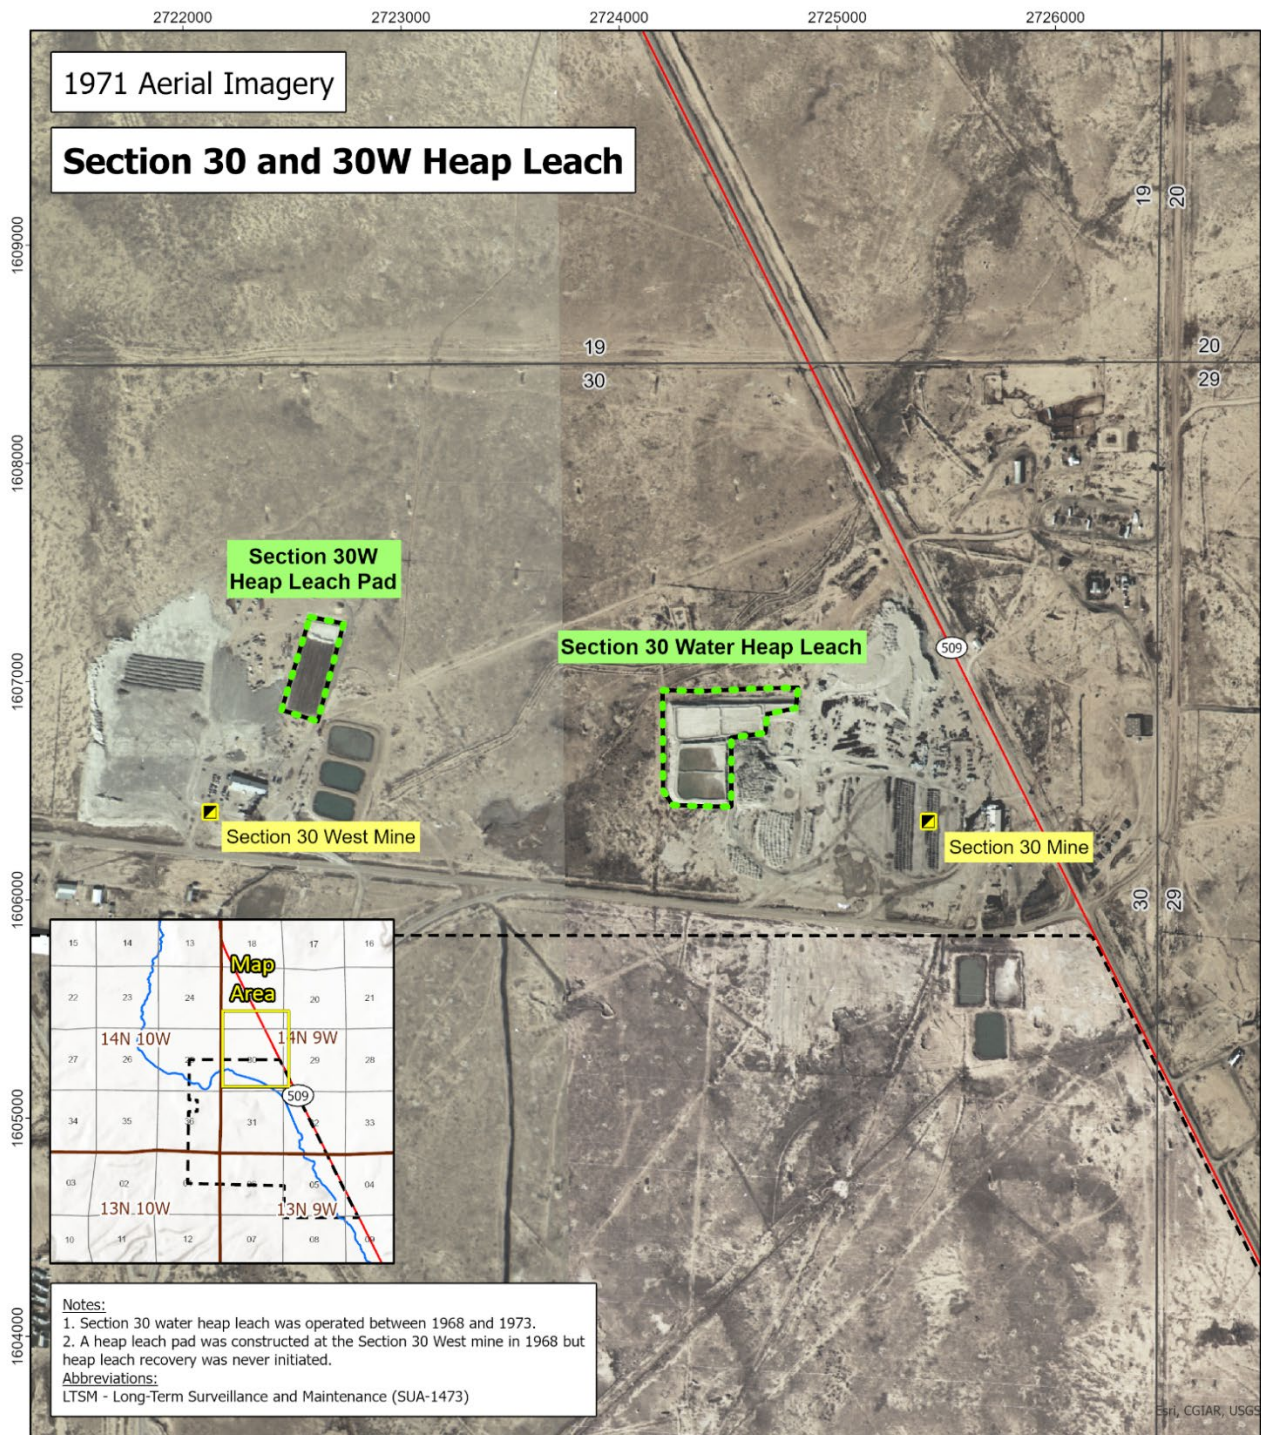 2722000 2723000 2724000 2725000 2726000
1971 Aerial Imagery
Section 30 and 30W Heap Leach
1609000
1608000
1607000
1606000
1605000
1604000
19 20
19
30
20
29
Section 30W
Heap Leach Pad
Section 30 Water Heap Leach
509
Section 30 West Mine
Section 30 Mine
30 29
15 14 13 18 17 16
Map
Area
22 23 24 20 21
14N 10W 14N 9W
27 26 30 29 28
509
34 35 36 31 33
03 02 05 04
13N 10W 13N 9W
10 11 12 07 08 09
Notes:
1. Section 30 water heap leach was operated between 1968 and 1973.
2. A heap leach pad was constructed at the Section 30 West mine in 1968 but
heap leach recovery was never initiated.
Abbreviations:
LTSM - Long-Term Surveillance and Maintenance (SUA-1473)
Esri, CGIAR, USGS